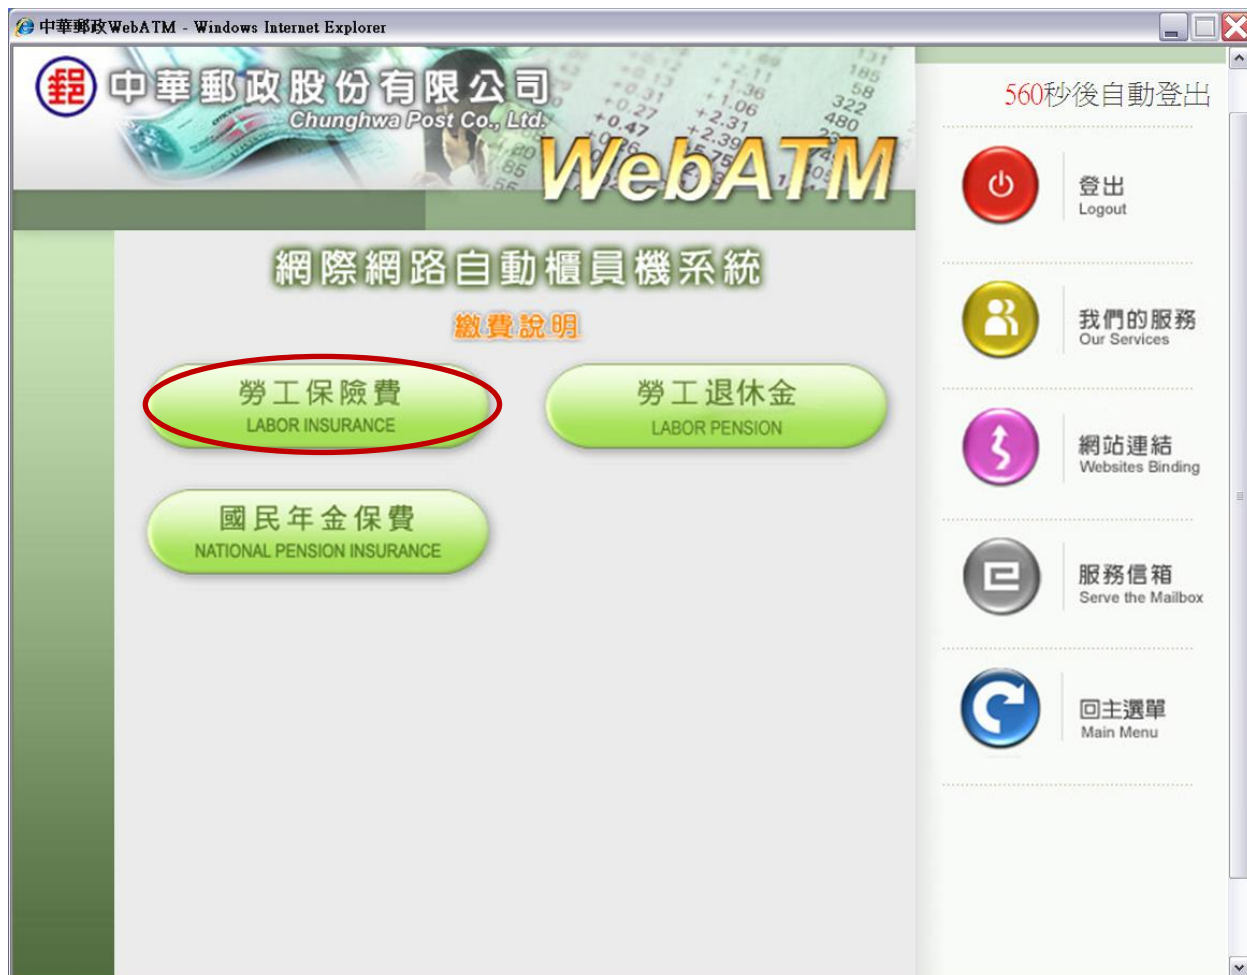 中華郵政WebATM - Windows Internet Explorer
郵 中華郵政股份有限公司
Chunghwa Post Co., Ltd.
WebATM
560秒後自動登出
登出
Logout
網際網路自動櫃員機系統
繳費說明
勞工保險費
LABOR INSURANCE
勞工退休金
LABOR PENSION
國民年金保費
NATIONAL PENSION INSURANCE
我們的服務
Our Services
網站連結
Websites Binding
服務信箱
Serve the Mailbox
回主選單
Main Menu